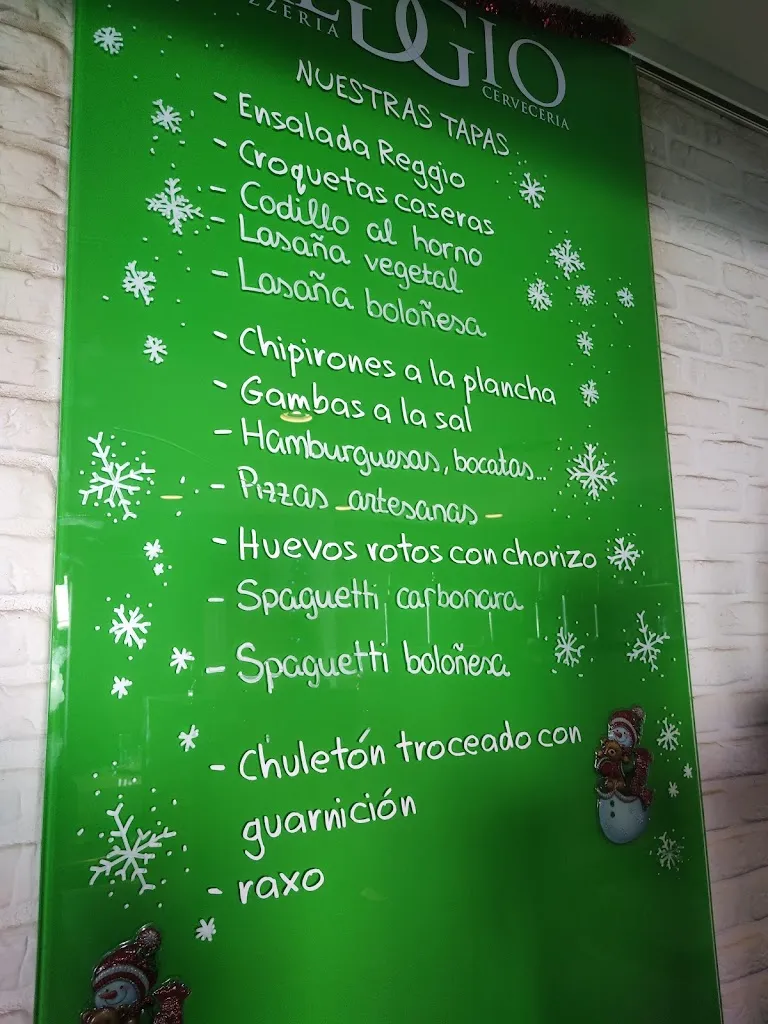 NUESTRAS TAPAS
CERVECERIA
- Ensalada Reggio
- Croquetas caseras
- Codillo al horno
- Lasaña vegetal
- Lasaña boloñesa
- Chipirones a la plancha
- Gambas a la sal
- Hamburguesas, bocatas..
- Pizzas artesanas
- Huevos rotos con chorizo
- Spaguetti carbonara
- Spaguetti boloñesa
- Chuletón troceado con
guarnición
- raxo